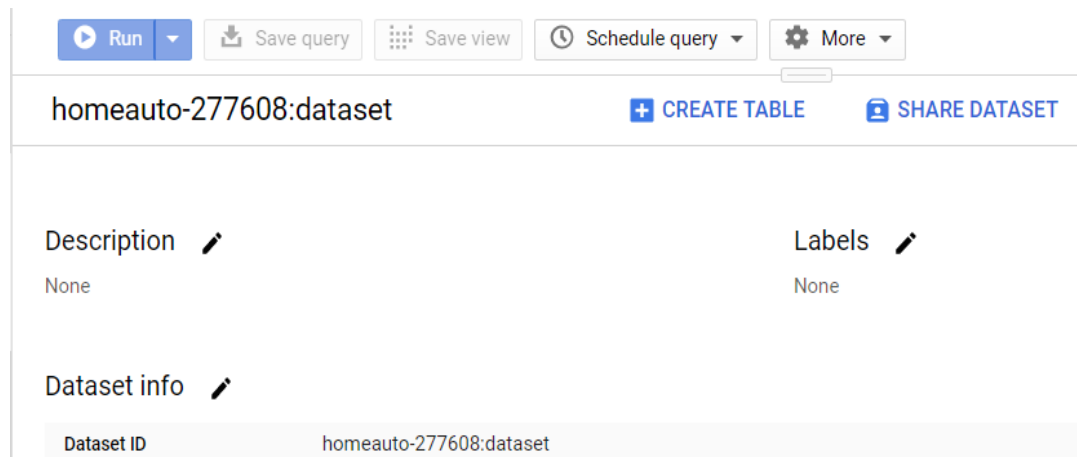 Run Save query Save view Schedule query More
homeauto-277608:dataset CREATE TABLE SHARE DATASET
Description Labels
None None
Dataset info
Dataset ID homeauto-277608:dataset